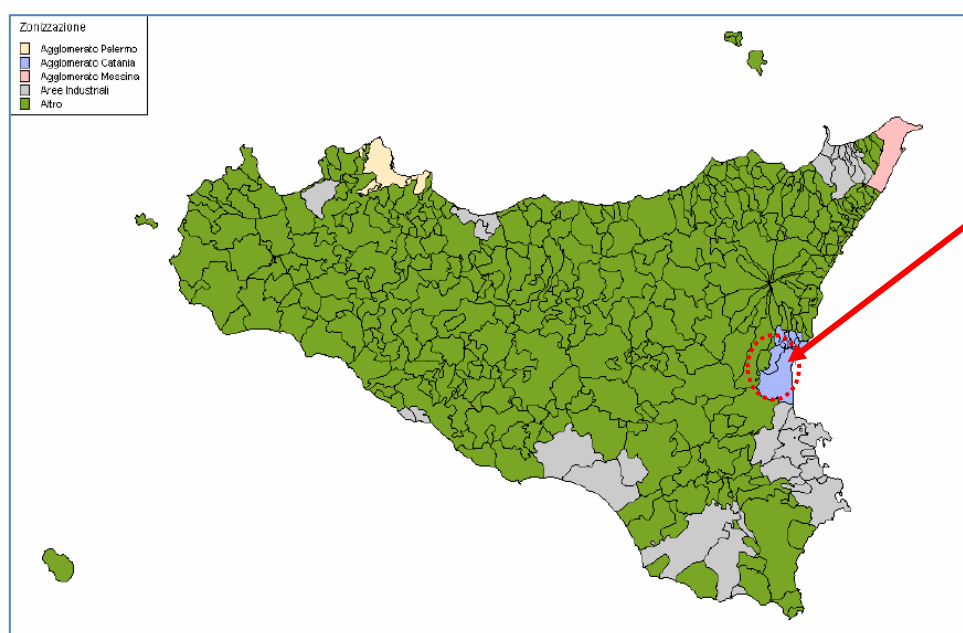 Zonizzazione
Agglomerato Palermo
Agglomerato Catania
Agglomerato Messina
Aree Industriali
Altro